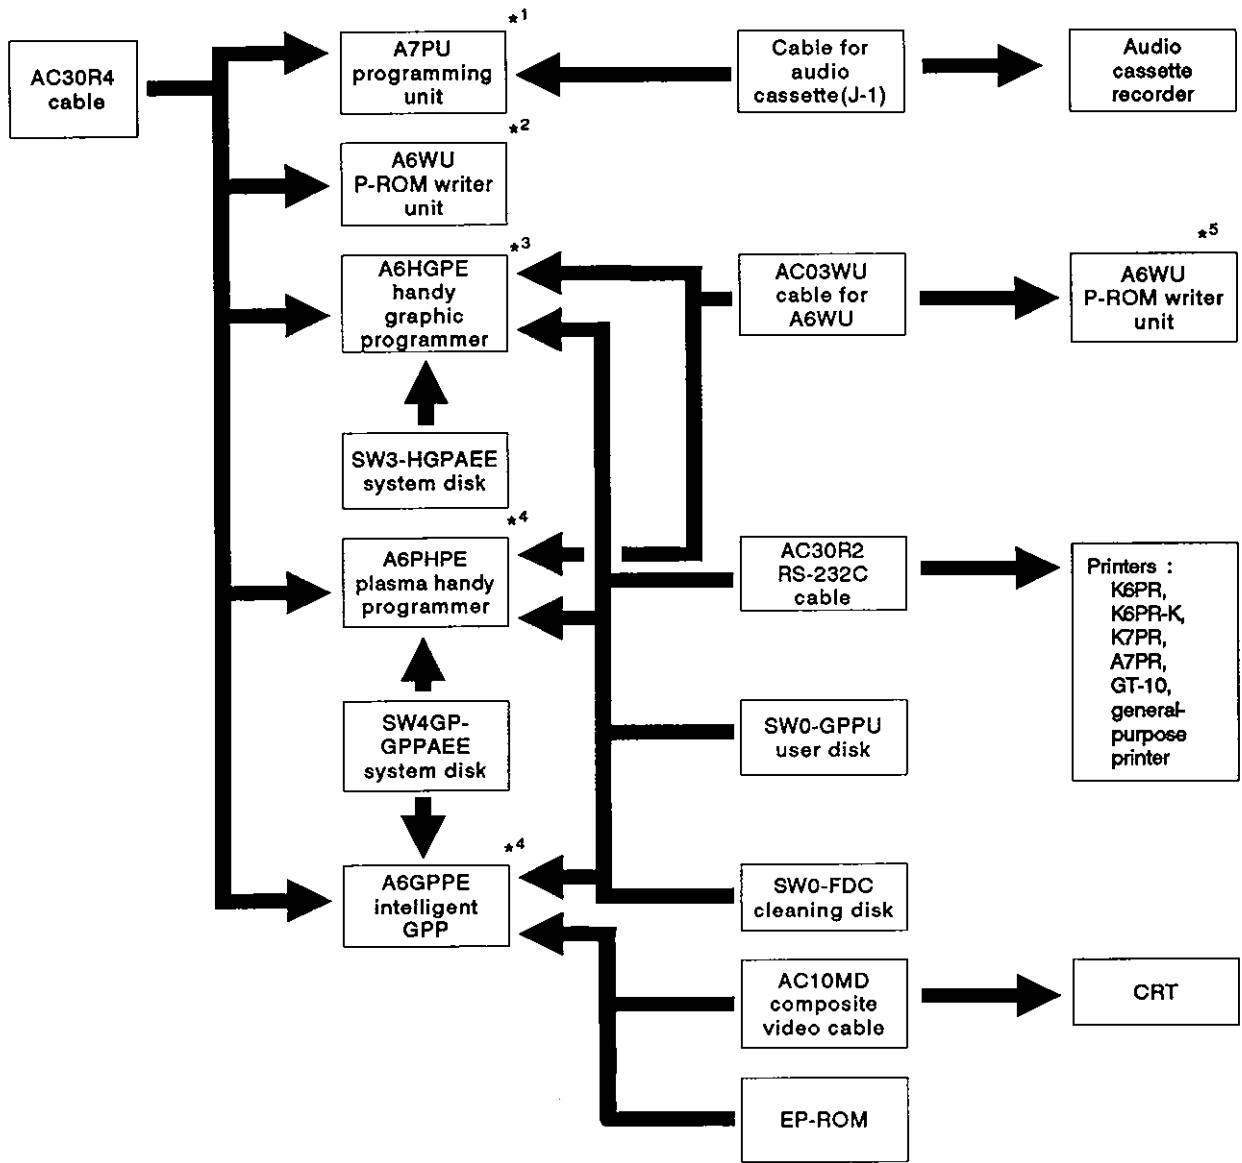 AC30R4
cable
*1
A7PU
programming
unit
Cable for
audio
cassette(J-1)
Audio
cassette
recorder
*2
A6WU
P-ROM writer
unit
*3
A6HGPE
handy
graphic
programmer
AC03WU
cable for
A6WU
*5
A6WU
P-ROM writer
unit
SW3-HGPAEE
system disk
*4
A6PHPE
plasma handy
programmer
AC30R2
RS-232C
cable
Printers :
K6PR,
K6PR-K,
K7PR,
A7PR,
GT-10,
general-
purpose
printer
SW4GP-
GPPAEE
system disk
SW0-GPPU
user disk
*4
A6GPPE
intelligent
GPP
SW0-FDC
cleaning disk
AC10MD
composite
video cable
CRT
EP-ROM